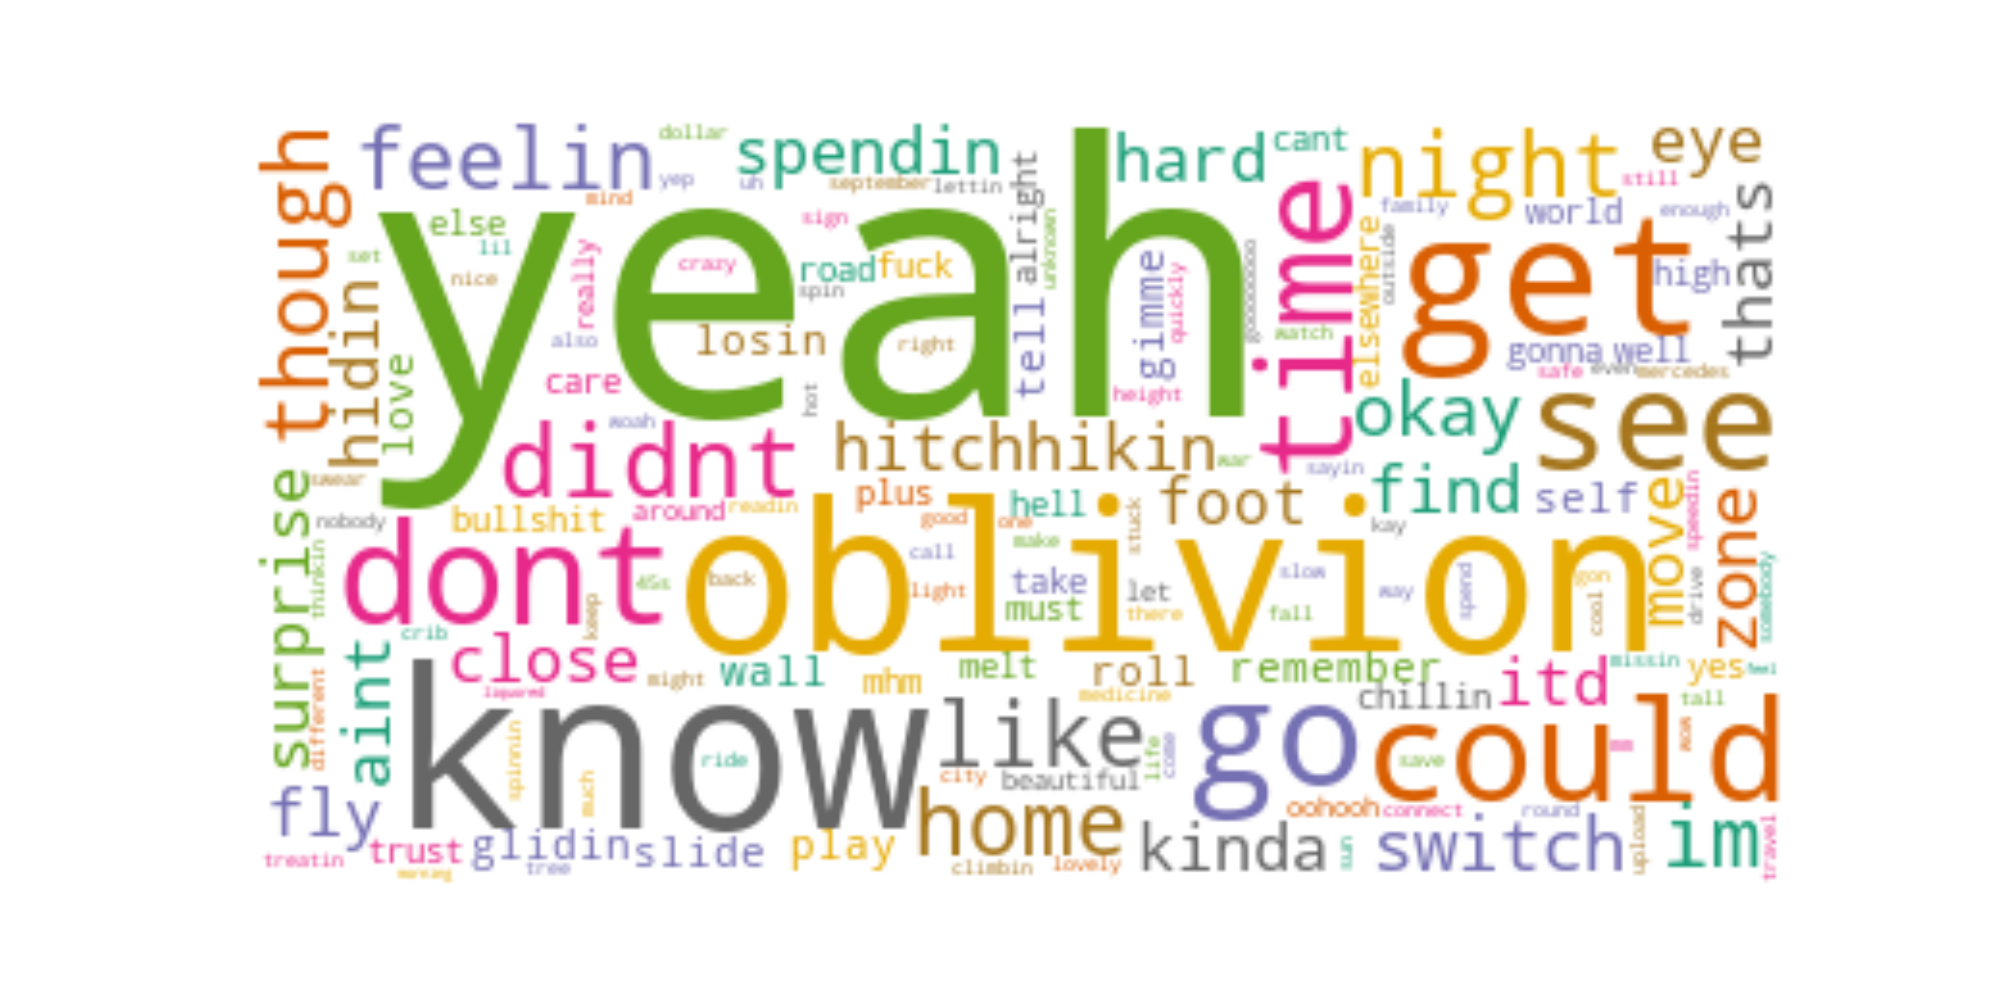 though
feelin
dollar
yep
mind
spendin
uh
september
lettin
alright
unknown
hard
cant
night
still
eye
family
world
enough
thats
else
lil
nice
set
hidin
love
really
also
care
crazy
sign
road
fuck
spin
losin
right
hot
tell
gimme
quickly
height
yeah
time
watch
elsewhere
outside
get
high
gonna
well
safe
even
mercedes
okay
see
woah
didnt
hitchhikin
war
sayin
swear
surprise
nobody
thinkin
bullshit
around
readin
plus
good
one
hell
make
stuck
foot
find
kay
self
move
speedin
zone
dont
45s
keep
back
oblivion
call
light
take
must
let
there
slow
fall
way
spend
gon
cool
drive
somebody
crib
close
might
wall
mhm
melt
roll
medicine
remember
chillin
itd
missin
yes
feel
tall
different
aint
know
spinnin
much
ride
like
city
beautiful
life
come
go
could
save
wow
fly
treatin
trust
morning
glidin
tree
slide
play
home
climbin
lovely
kinda
oohooh
connect
sun
round
switch
upload
im
travel